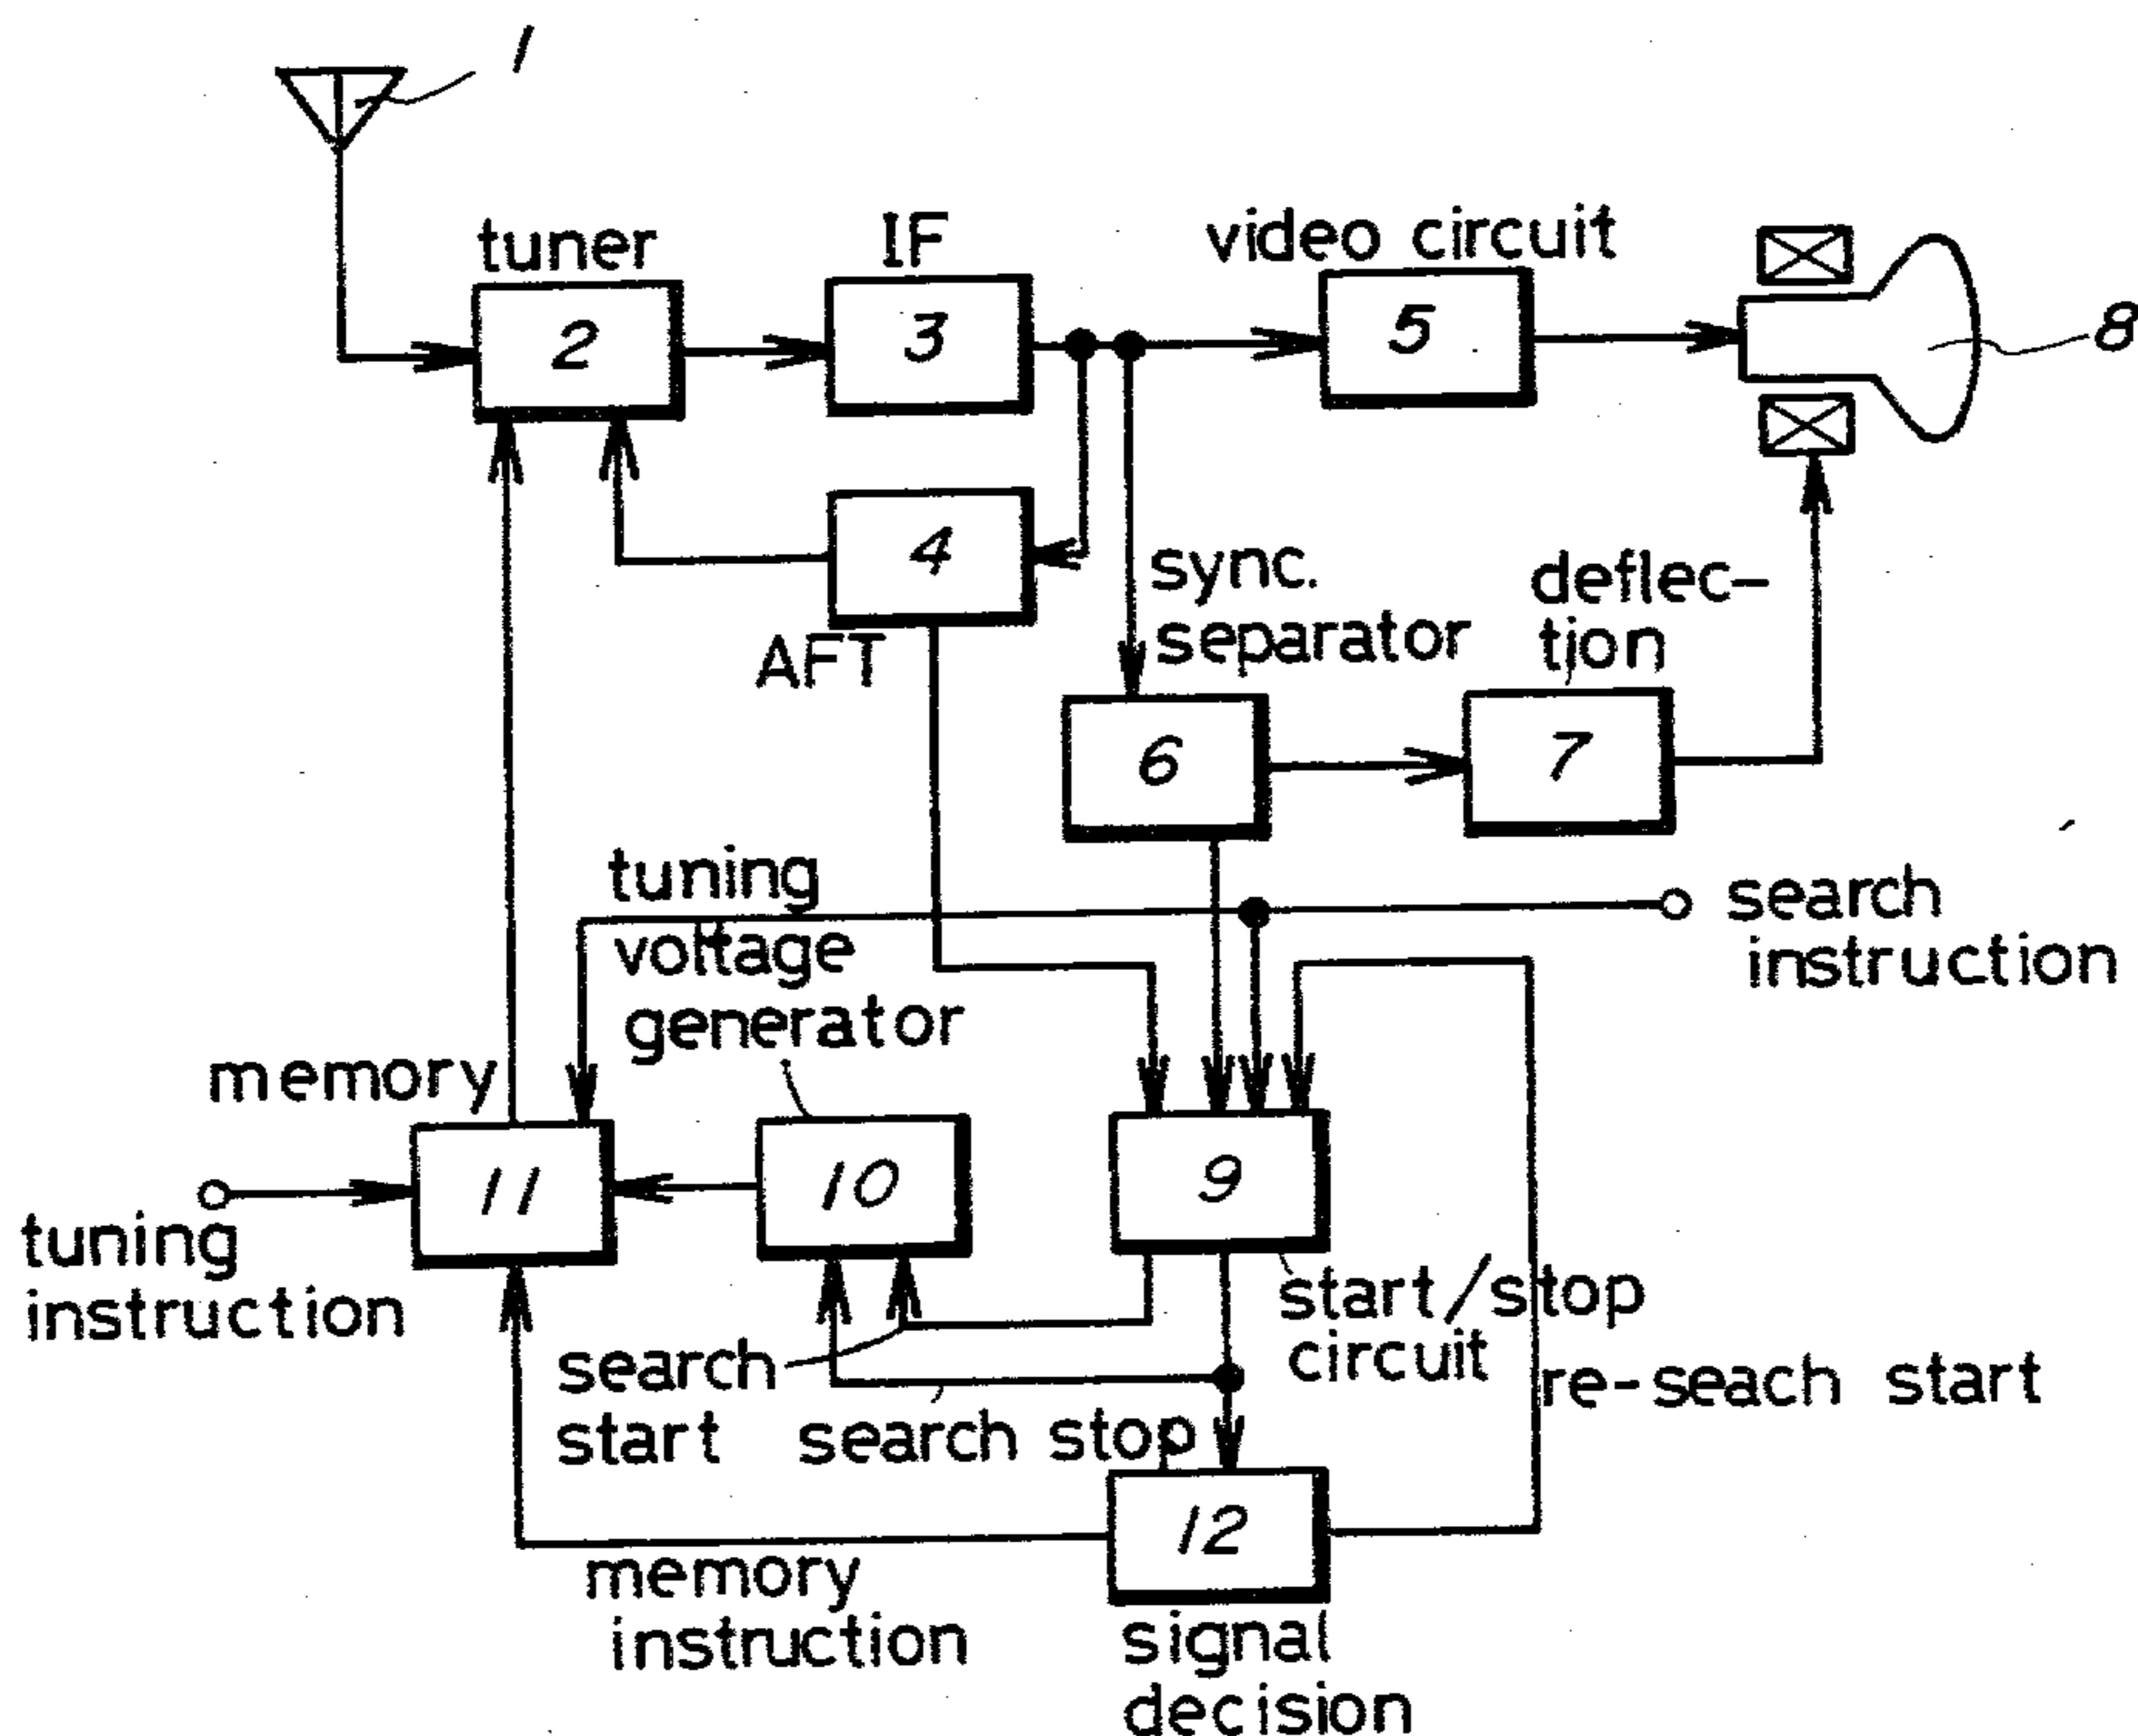 1
tuner
IF
video circuit
2
3
5
8
4
AFT
sync.
separator
deflec-
tion
6
7
tuning
voltage
generator
search
instruction
memory
11
10
9
tuning
instruction
start/stop
circuit
search
start
search stop
re-seach start
12
memory
instruction
signal
decision